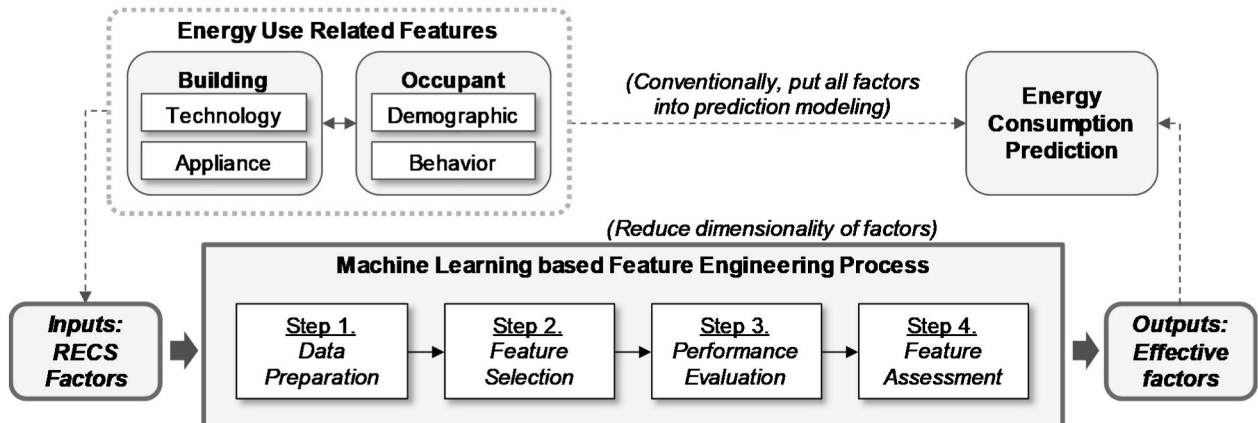 Energy Use Related Features
Building
Technology
Appliance
Occupant
Demographic
Behavior
(Conventionally, put all factors
into prediction modeling)
Energy
Consumption
Prediction
(Reduce dimensionality of factors)
Machine Learning based Feature Engineering Process
Inputs:
RECS
Factors
Step 1.
Data
Preparation
Step 2.
Feature
Selection
Step 3.
Performance
Evaluation
Step 4.
Feature
Assessment
Outputs:
Effective
factors